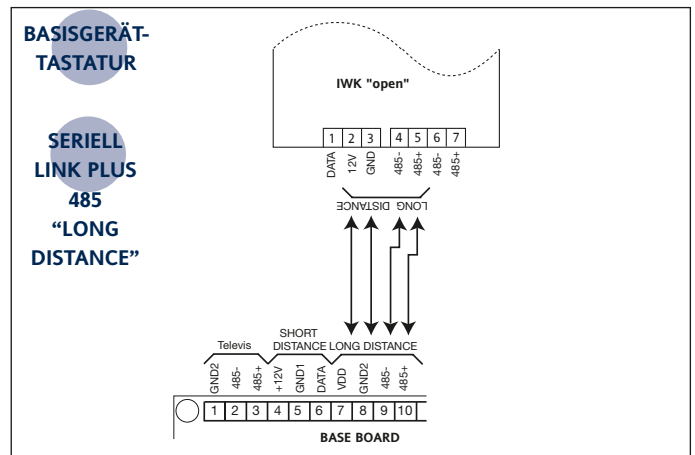 BASISGERÄT-
TASTATUR
SERIELL
LINK PLUS
485
“LONG
DISTANCE”
IWK "open"
1 2 3 4 5 6 7
DATA 12V GND 485- 485+ 485- 485+
LONG DISTANCE
SHORT
Televis DISTANCE LONG DISTANCE
GND2 485- 485+ +12V GND1 DATA VDD GND2 485- 485+
1 2 3 4 5 6 7 8 9 10
BASE BOARD